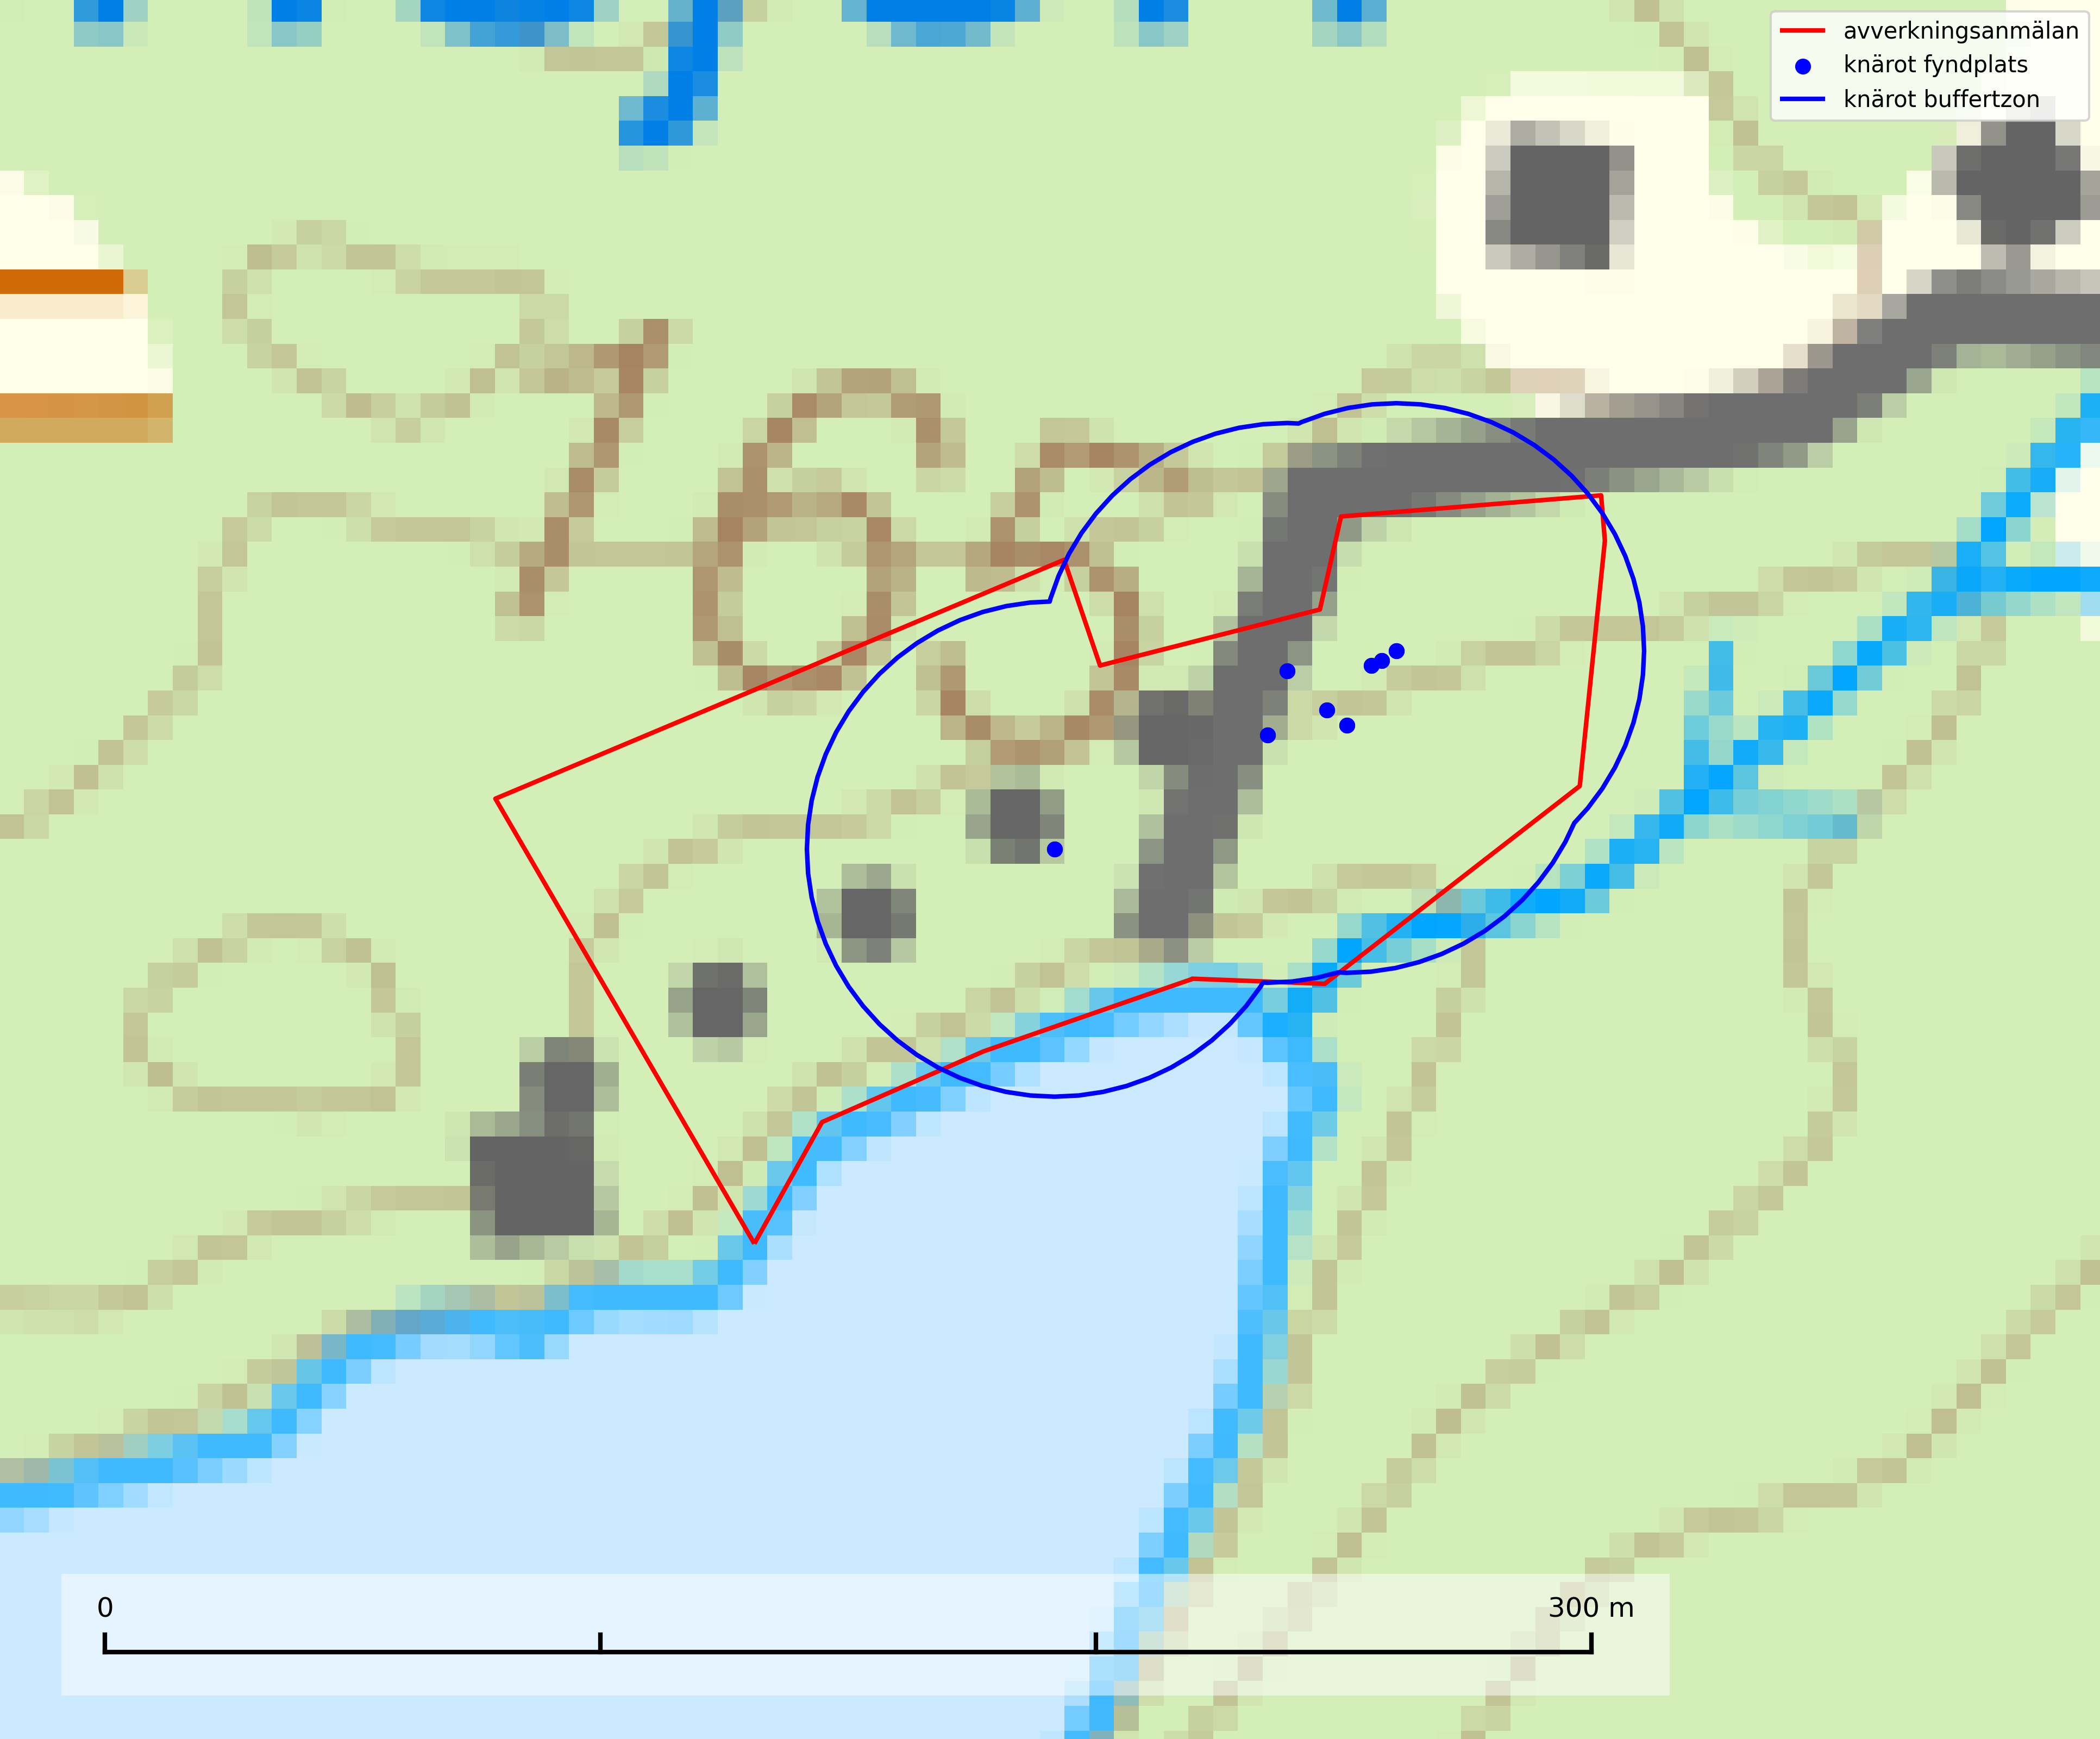 avverkningsanmälan
knärot fyndplats
knärot buffertzon
0 300 m